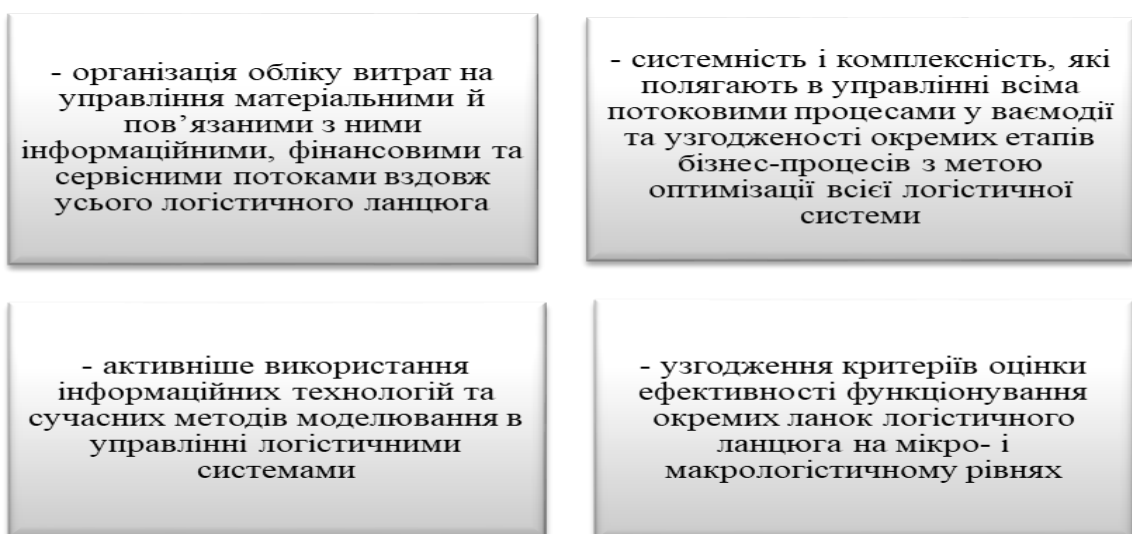 - організація обліку витрат на
управління матеріальними й
пов’язаними з ними
інформаційними, фінансовими та
сервісними потоками вздовж
усього логістичного ланцюга
- системність і комплексність, які
полягають в управлінні всіма
потоковими процесами у ваємодії
та узгодженості окремих етапів
бізнес-процесів з метою
оптимізації всієї логістичної
системи
- активніше використання
інформаційних технологій та
сучасних методів моделювання в
управлінні логістичними
системами
- узгодження критеріїв оцінки
ефективності функціонування
окремих ланок логістичного
ланцюга на мікро- і
макрологістичному рівнях